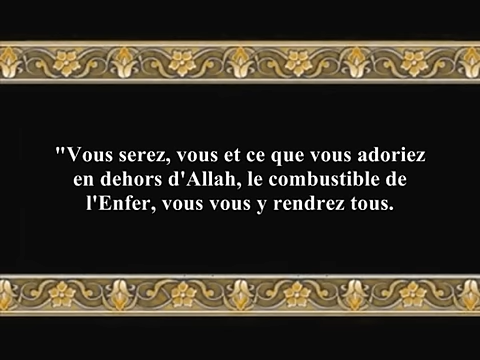 "Vous serez, vous et ce que vous adoriez
en dehors d'Allah, le combustible de
l'Enfer, vous vous y rendrez tous.